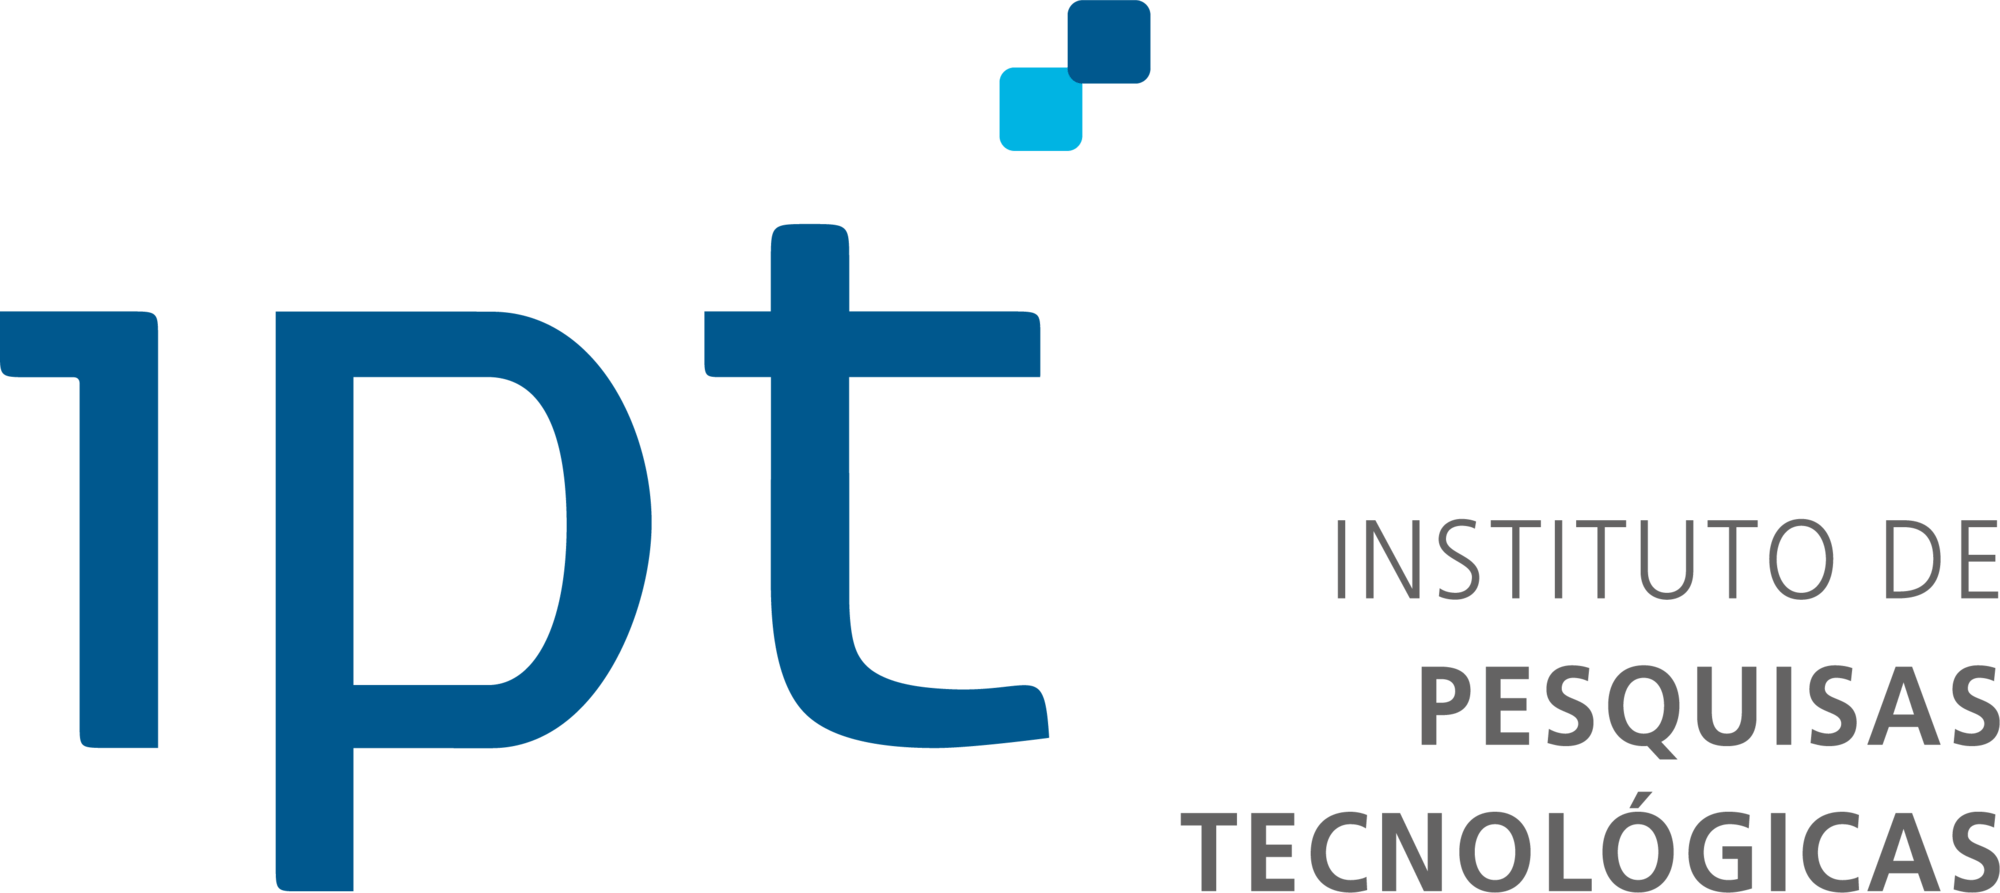 ipt
INSTITUTO DE
PESQUISAS
TECNOLÓGICAS